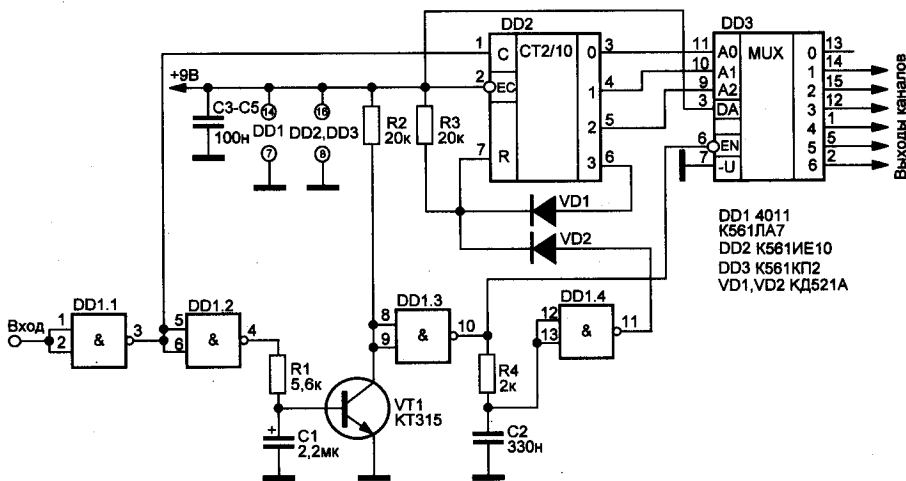 DD2
DD3
1
C
СТ2/10
0
3
11
A0
MUX
0
13
+9В
2
EC
1
4
10
A1
1
14
9
A2
2
15
3
DA
3
12
C3-C5
100н
14
DD1
7
16
DD2,DD3
8
R2
20к
R3
20к
7
R
2
5
3
6
6
EN
4
1
7
-U
5
5
6
2
Выходы каналов
VD1
VD2
DD1 4011
К561ЛА7
DD2 К561ИЕ10
DD3 К561КП2
VD1,VD2 КД521А
DD1.1
DD1.2
DD1.3
DD1.4
Вход
1
2
&
3
5
6
&
4
8
9
&
10
12
13
&
11
R1
5,6к
VT1
КТ315
R4
2к
+
C1
2,2мк
C2
330н